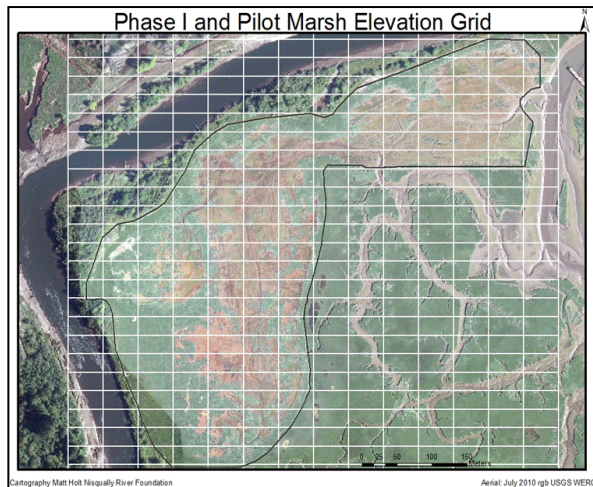 Phase I and Pilot Marsh Elevation Grid
N
0 25 50 100 150
Meters
Cartography Matt Holt Nisqually River Foundation
Aerial: July 2010 rgb USGS WERC